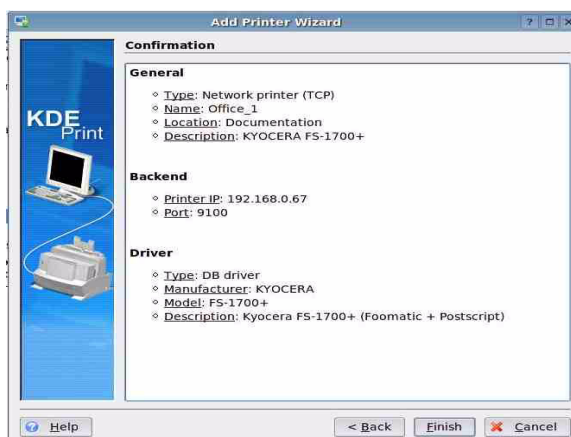 Add Printer Wizard
Confirmation
KDE
Print
General
Type: Network printer (TCP)
Name: Office_1
Location: Documentation
Description: KYOCERA FS-1700+
Backend
Printer IP: 192.168.0.67
Port: 9100
Driver
Type: DB driver
Manufacturer: KYOCERA
Model: FS-1700+
Description: Kyocera FS-1700+ (Foomatic + Postscript)
Help
< Back
Finish
Cancel